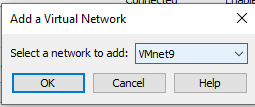 Add a Virtual Network
Select a network to add: VMnet9
OK Cancel Help